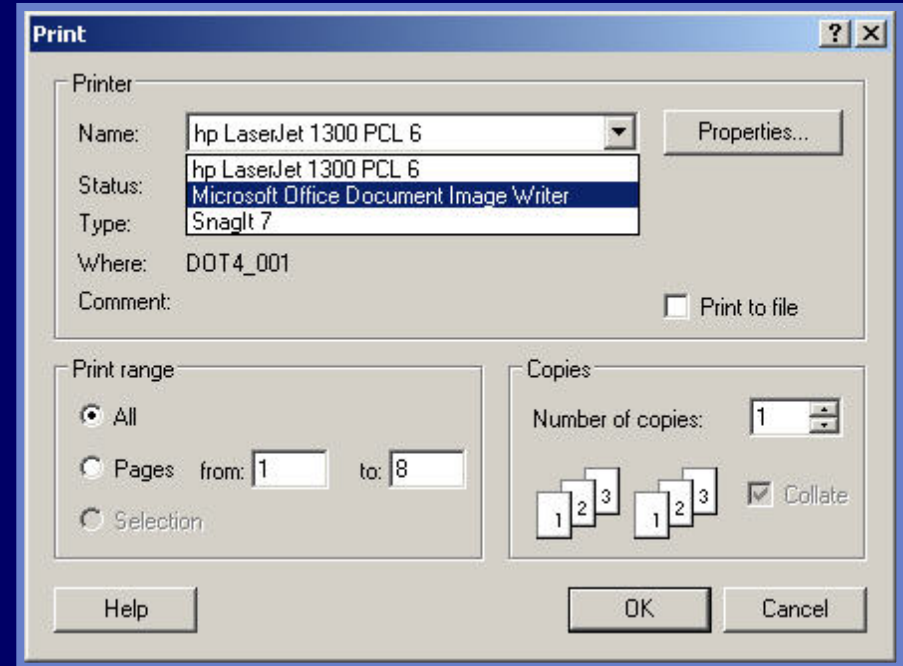 Print
Printer
Name: hp LaserJet 1300 PCL 6 Properties...
hp LaserJet 1300 PCL 6
Status: Microsoft Office Document Image Writer
Type: SnagIt 7
Where: DOT4_001
Comment: Print to file
Print range
All
Pages from: 1 to: 8
Selection
Copies
Number of copies: 1
1 2 3 1 2 3 Collate
Help OK Cancel